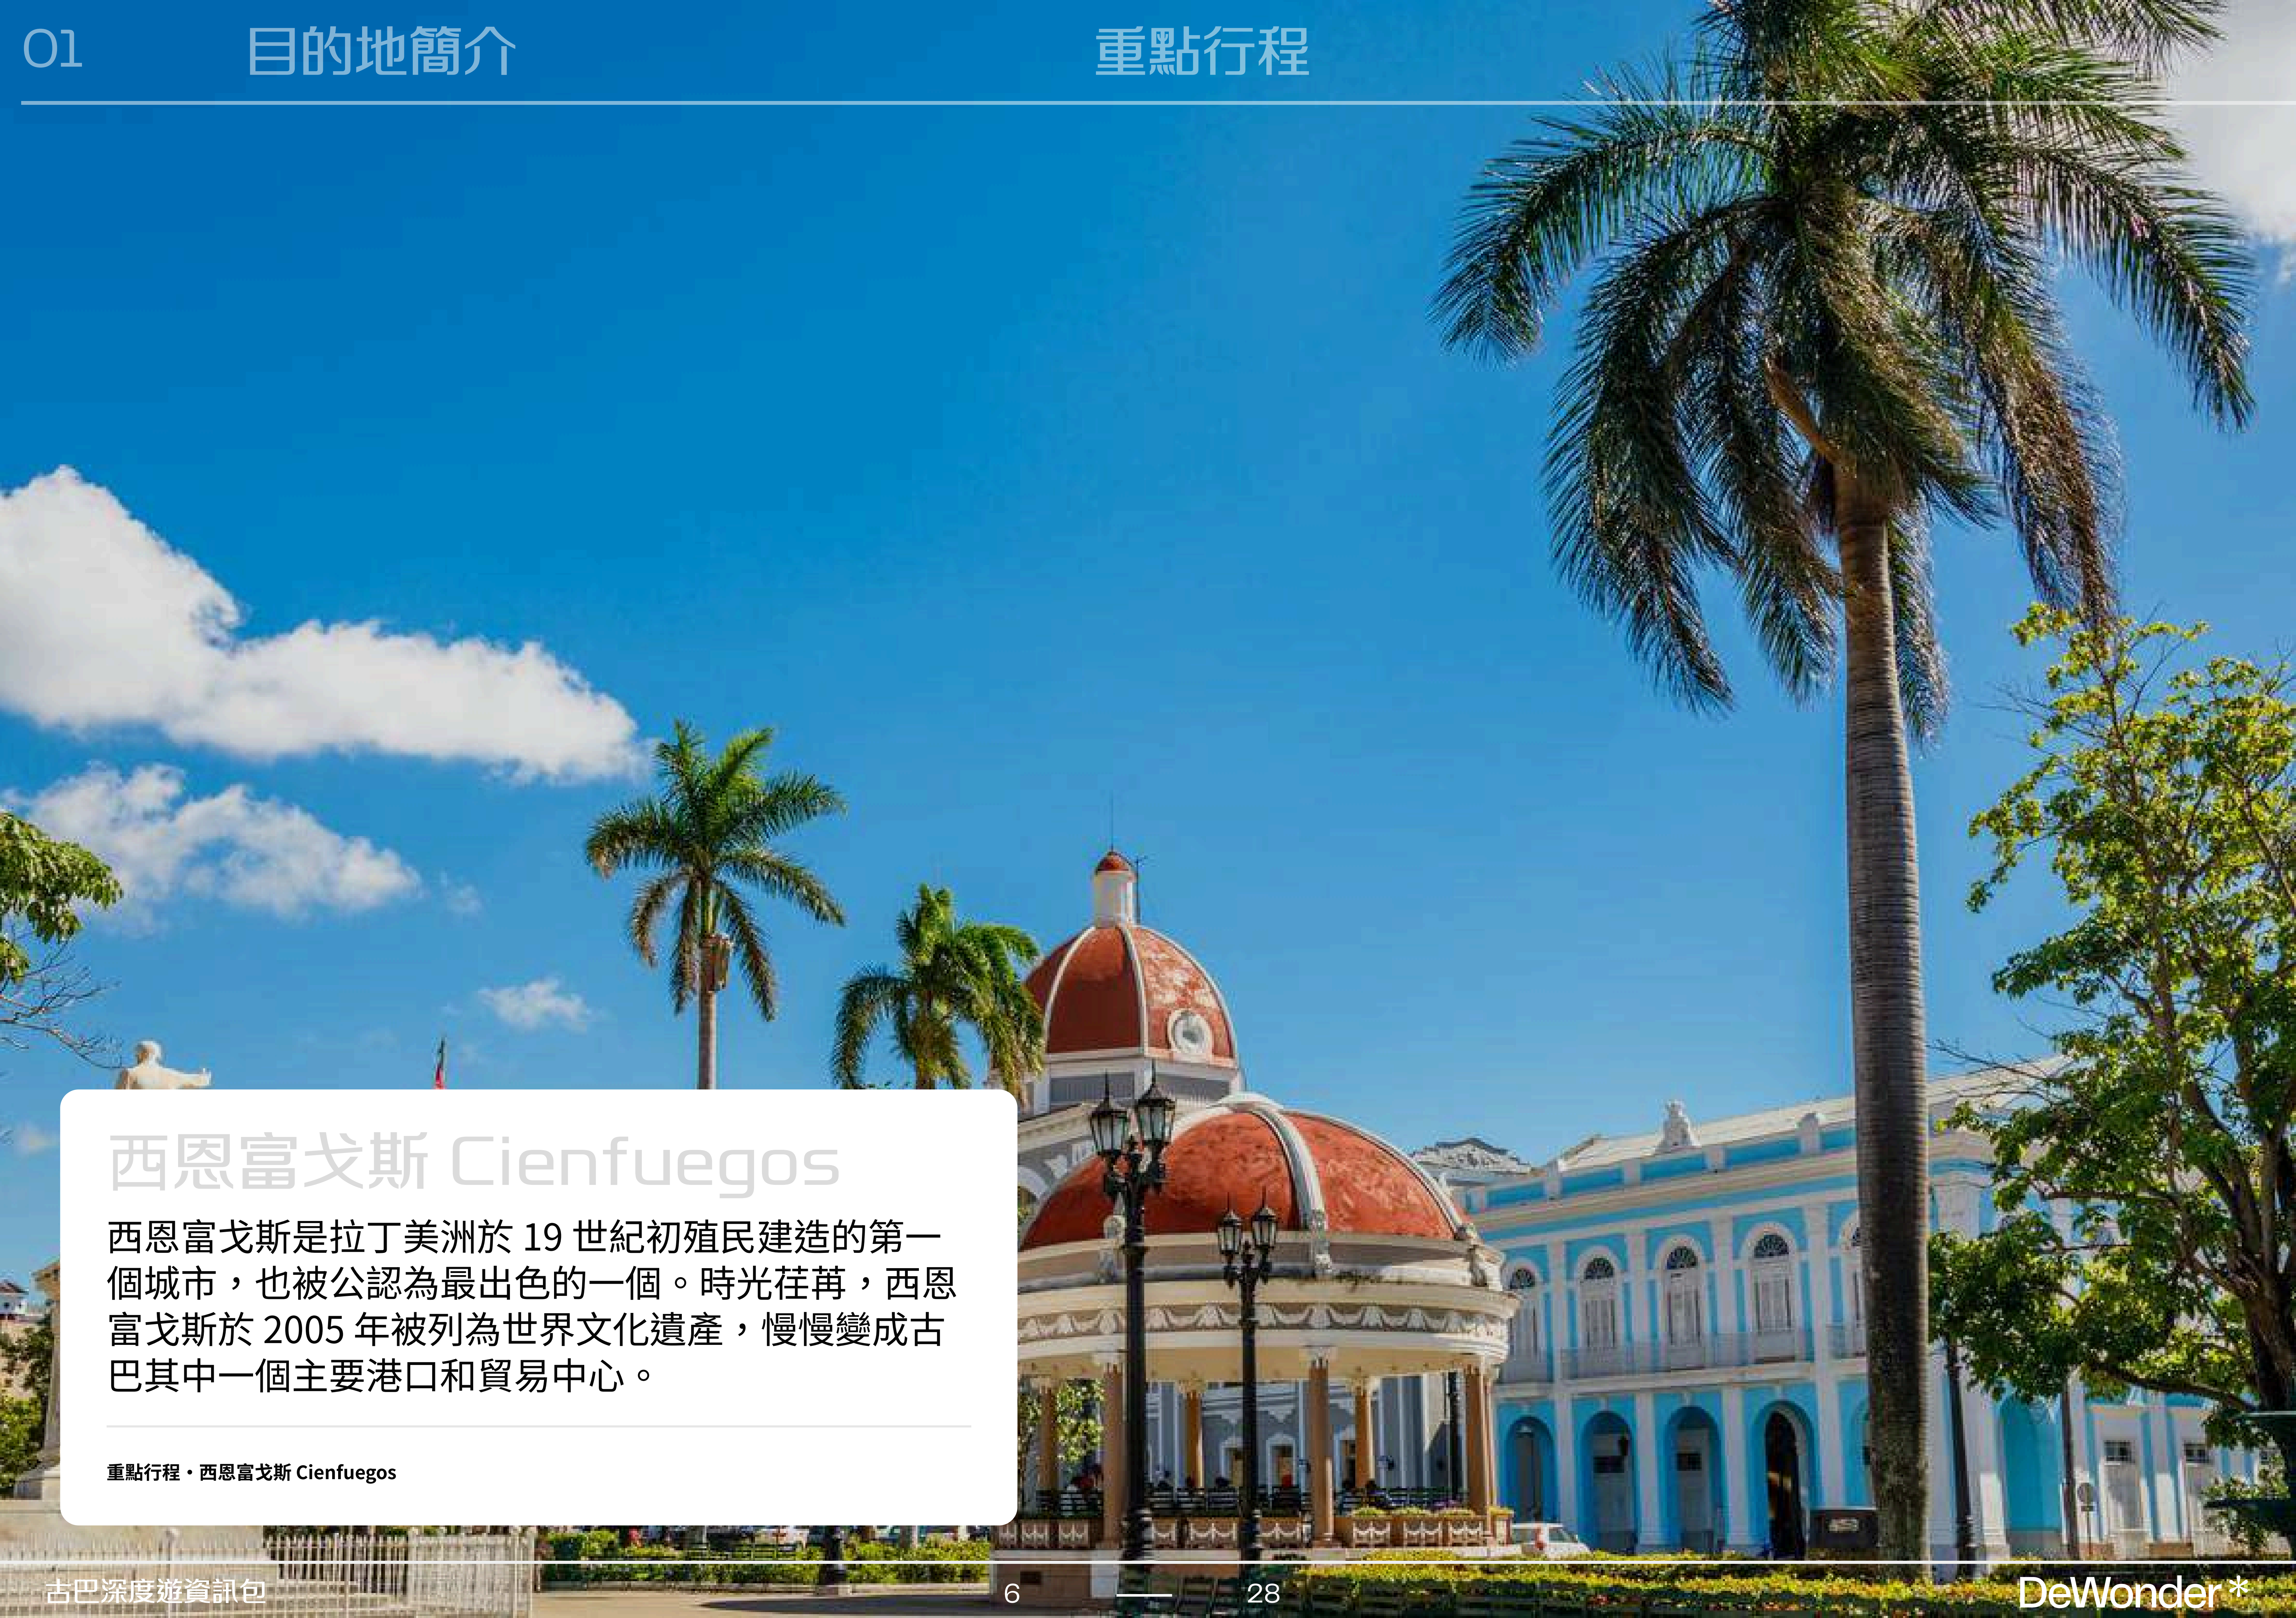 01 目的地簡介 重點行程
西恩富戈斯 Cienfuegos
西恩富戈斯是拉丁美洲於 19 世紀初殖民建造的第一
個城市，也被公認為最出色的一個。時光荏苒，西恩
富戈斯於 2005 年被列為世界文化遺產，慢慢變成古
巴其中一個主要港口和貿易中心。
重點行程・西恩富戈斯 Cienfuegos
古巴深度遊資訊包 6 — 28 DeWonder*